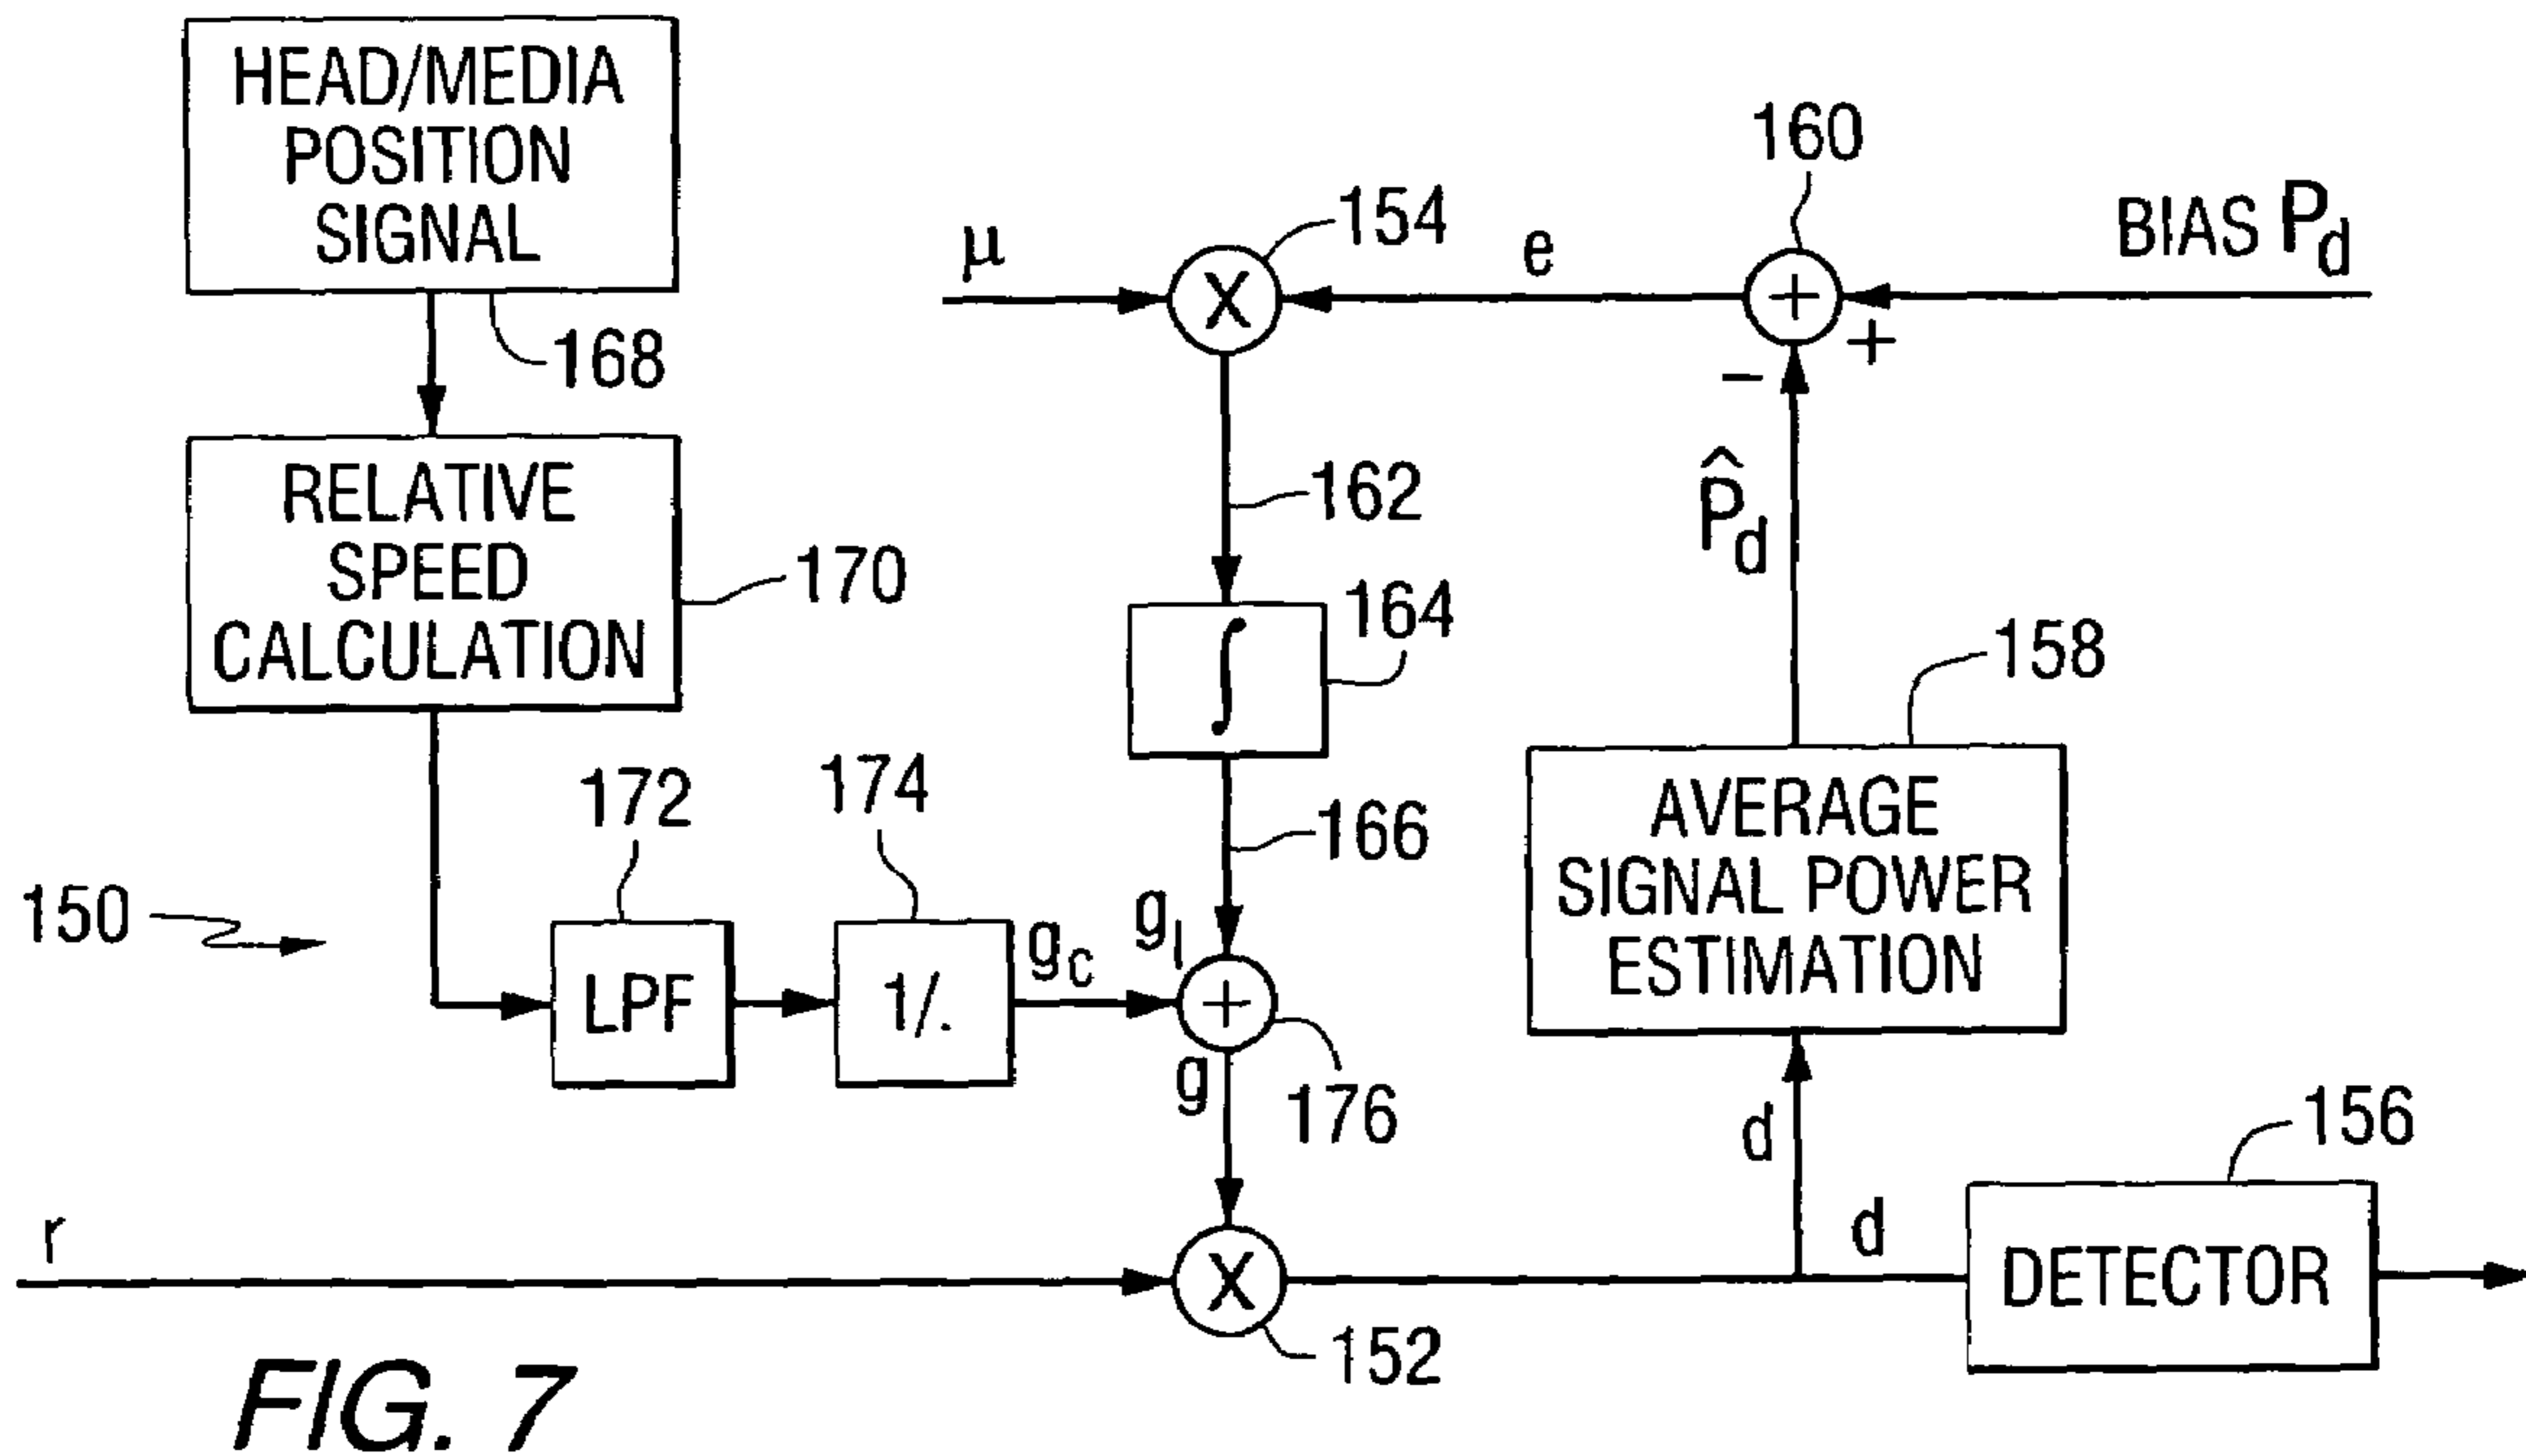 HEAD/MEDIA
POSITION
SIGNAL
168
RELATIVE
SPEED
CALCULATION
170
172
LPF
174
1/.
150
g_c
μ
X
154
e
160
+
BIAS P_d
+
−
P̂_d
162
∫
164
166
g_l
+
g
176
AVERAGE
SIGNAL POWER
ESTIMATION
158
d
d
156
DETECTOR
r
X
152
FIG. 7